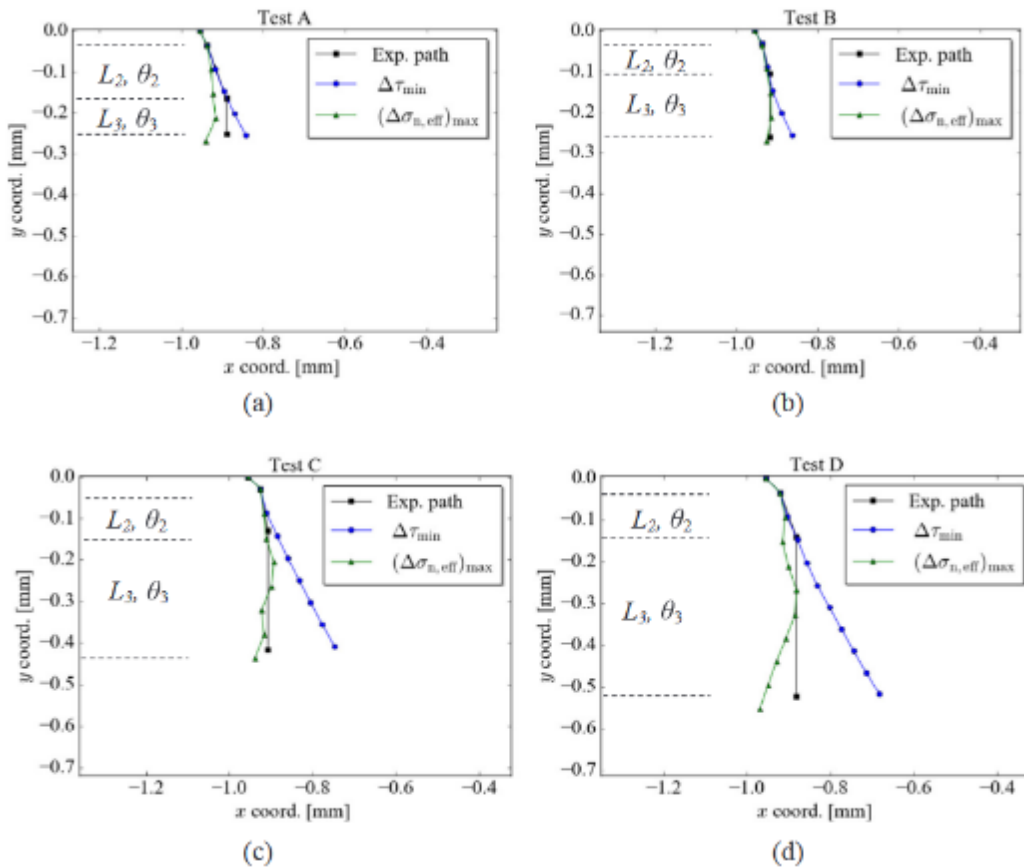 Test A
Exp. path
Δτmin
(Δσn,eff)max
L2, θ2
L3, θ3
0.0
−0.1
−0.2
−0.3
−0.4
−0.5
−0.6
−0.7
y coord. [mm]
−1.2 −1.0 −0.8 −0.6 −0.4
x coord. [mm]
(a)
Test B
Exp. path
Δτmin
(Δσn,eff)max
L2, θ2
L3, θ3
0.0
−0.1
−0.2
−0.3
−0.4
−0.5
−0.6
−0.7
y coord. [mm]
−1.2 −1.0 −0.8 −0.6 −0.4
x coord. [mm]
(b)
Test C
Exp. path
Δτmin
(Δσn,eff)max
L2, θ2
L3, θ3
0.0
−0.1
−0.2
−0.3
−0.4
−0.5
−0.6
−0.7
y coord. [mm]
−1.2 −1.0 −0.8 −0.6 −0.4
x coord. [mm]
(c)
Test D
Exp. path
Δτmin
(Δσn,eff)max
L2, θ2
L3, θ3
0.0
−0.1
−0.2
−0.3
−0.4
−0.5
−0.6
−0.7
y coord. [mm]
−1.2 −1.0 −0.8 −0.6 −0.4
x coord. [mm]
(d)